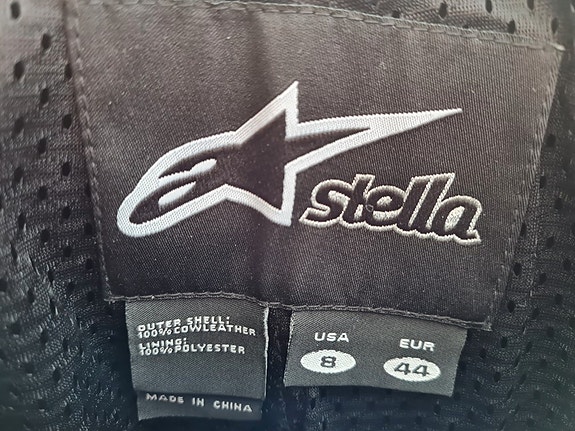 stella
OUTER SHELL:
100% COWLEATHER
LINING:
100% POLYESTER
MADE IN CHINA
USA
8
EUR
44